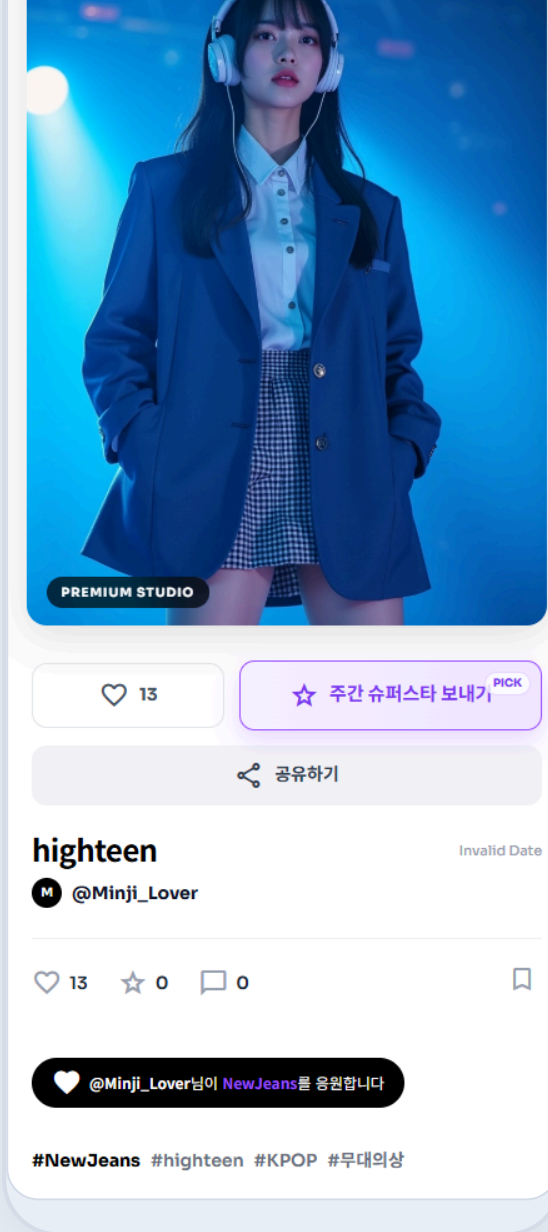 PREMIUM STUDIO
13
주간 슈퍼스타 보내기
PICK
공유하기
highteen
Invalid Date
M
@Minji_Lover
13
0
0
@Minji_Lover님이 NewJeans를 응원합니다
#NewJeans #highteen #KPOP #무대의상